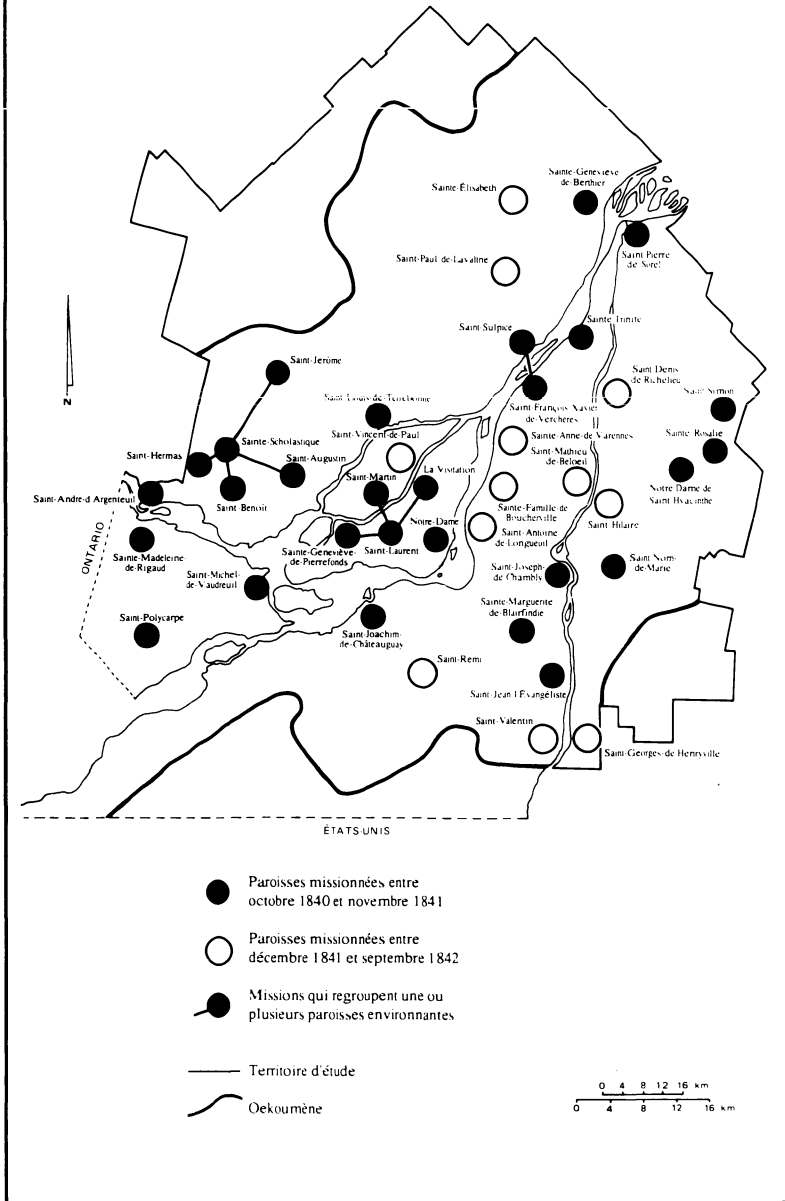 Sainte-Geneviève
de-Berthier
Sainte-Élisabeth
Saint-Pierre
de-Sorel
Saint-Paul-de-Lavaltrie
Saint-Sulpice
Sainte-Trinité
Saint-Jérôme
Saint-Denis
de-Richelieu
Saint-Louis-de-Terrebonne
Saint-François-Xavier
de-Verchères
Saint-Simon
Saint-Vincent-de-Paul
Sainte-Anne-de-Varennes
Sainte-Rosalie
Sainte-Scholastique
Saint-Mathieu
de-Beloeil
Saint-Hermas
Saint-Augustin
Saint-Martin
La Visitation
Notre-Dame-de
Saint-Hyacinthe
Saint-André-d'Argenteuil
Saint-Benoît
Sainte-Famille-de
Boucherville
Saint-Hilaire
Notre-Dame
Saint-Antoine
de-Longueuil
ONTARIO
Sainte-Geneviève-
de-Pierrefonds
Saint-Laurent
Sainte-Madeleine-
de-Rigaud
Saint-Joseph-
de-Chambly
Saint-Nom-
de-Marie
Saint-Michel-
de-Vaudreuil
Sainte-Marguerite
de-Blairfindie
Saint-Polycarpe
Saint-Joachim-
de-Châteauguay
Saint-Rémi
Saint-Jean-l'Évangéliste
Saint-Valentin
Saint-Georges-de-Henryville
N
ÉTATS-UNIS
Paroisses missionnées entre
octobre 1840 et novembre 1841
Paroisses missionnées entre
décembre 1841 et septembre 1842
Missions qui regroupent une ou
plusieurs paroisses environnantes
Territoire d'étude
Oekoumène
0 4 8 12 16 km
0 4 8 12 16 km